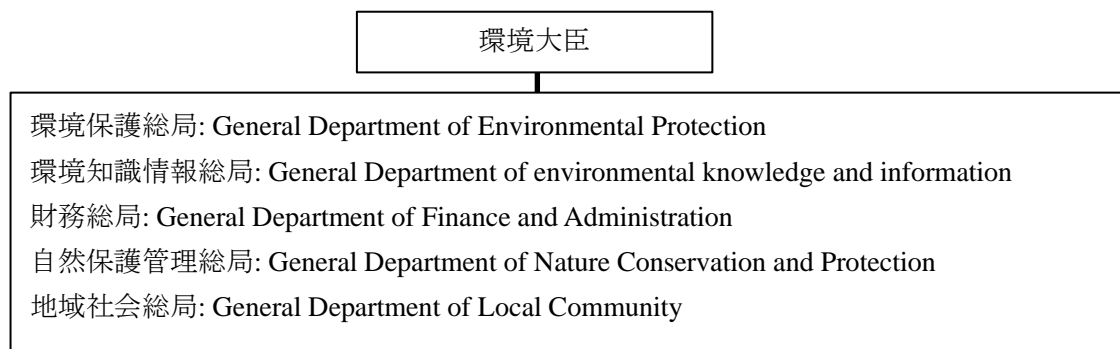 環境大臣
環境保護総局: General Department of Environmental Protection
環境知識情報総局: General Department of environmental knowledge and information
財務総局: General Department of Finance and Administration
自然保護管理総局: General Department of Nature Conservation and Protection
地域社会総局: General Department of Local Community